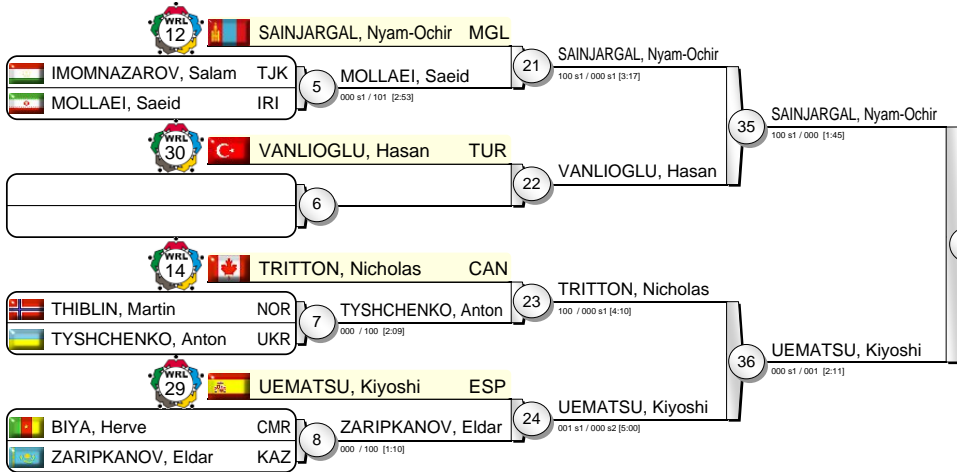 WRL
12
SAINJARGAL, Nyam-Ochir MGL
IMOMNAZAROV, Salam TJK
MOLLAEI, Saeid IRI
5
MOLLAEI, Saeid
000 s1 / 101 [2:53]
21
SAINJARGAL, Nyam-Ochir
100 s1 / 000 s1 [3:17]
WRL
30
VANLIOGLU, Hasan TUR
6
22
VANLIOGLU, Hasan
35
SAINJARGAL, Nyam-Ochir
100 s1 / 000 [1:45]
WRL
14
TRITTON, Nicholas CAN
THIBLIN, Martin NOR
TYSHCHENKO, Anton UKR
7
TYSHCHENKO, Anton
000 / 100 [2:09]
23
TRITTON, Nicholas
100 / 000 s1 [4:10]
WRL
29
UEMATSU, Kiyoshi ESP
BIYA, Herve CMR
ZARIPKANOV, Eldar KAZ
8
ZARIPKANOV, Eldar
000 / 100 [1:10]
24
UEMATSU, Kiyoshi
001 s1 / 000 s2 [5:00]
36
UEMATSU, Kiyoshi
000 s1 / 001 [2:11]